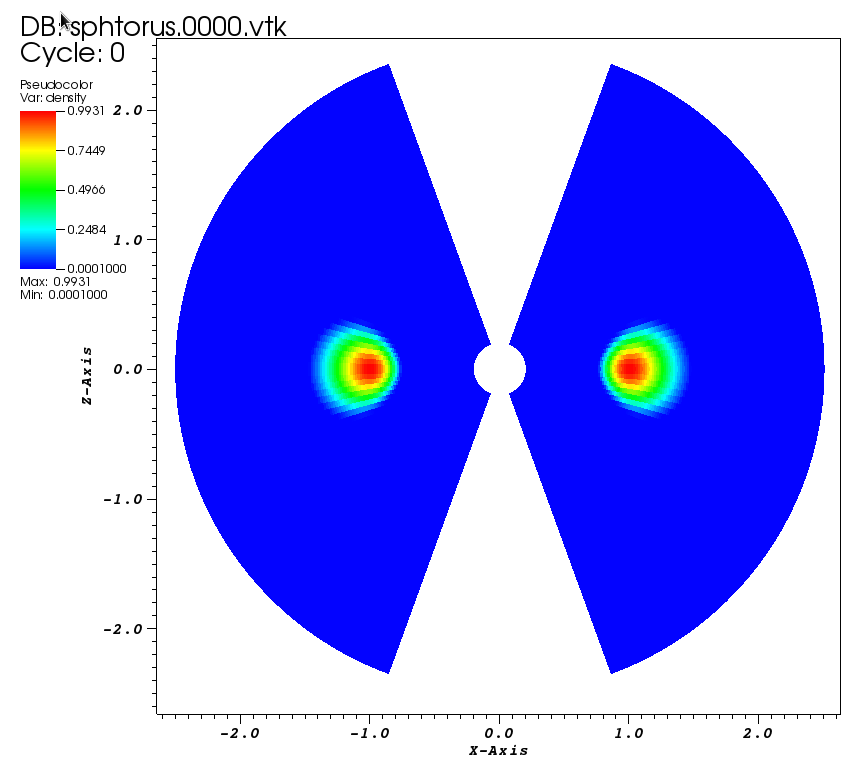 DB: sphtorus.0000.vtk
Cycle: 0
Pseudocolor
Var: density
0.9931
0.7449
0.4966
0.2484
0.0001000
Max: 0.9931
Min: 0.0001000
2.0
1.0
0.0
-1.0
-2.0
Z-Axis
-2.0 -1.0 0.0 1.0 2.0
X-Axis